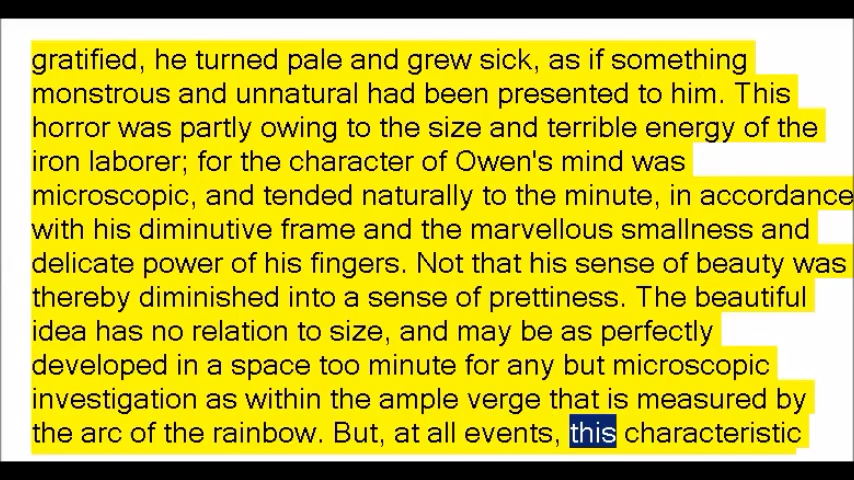 gratified, he turned pale and grew sick, as if something
monstrous and unnatural had been presented to him. This
horror was partly owing to the size and terrible energy of the
iron laborer; for the character of Owen's mind was
microscopic, and tended naturally to the minute, in accordance
with his diminutive frame and the marvellous smallness and
delicate power of his fingers. Not that his sense of beauty was
thereby diminished into a sense of prettiness. The beautiful
idea has no relation to size, and may be as perfectly
developed in a space too minute for any but microscopic
investigation as within the ample verge that is measured by
the arc of the rainbow. But, at all events, this characteristic